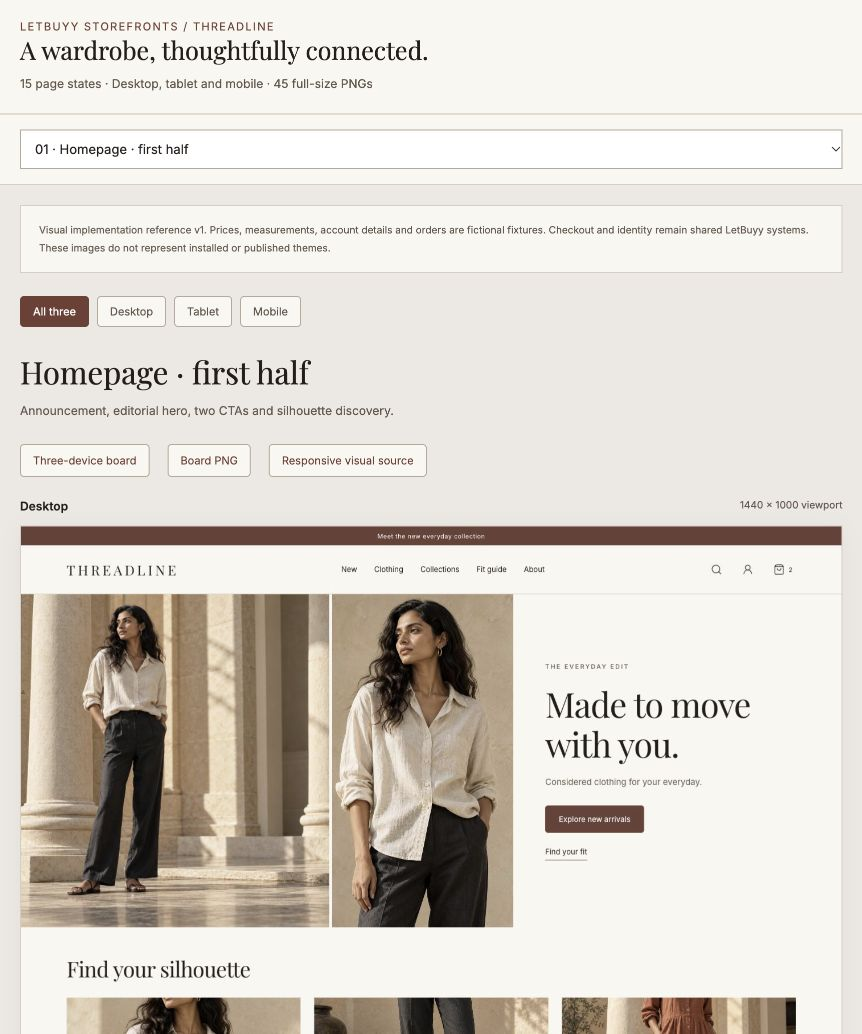 LETBUYY STOREFRONTS / THREADLINE
A wardrobe, thoughtfully connected.
15 page states · Desktop, tablet and mobile · 45 full-size PNGs
01 · Homepage · first half
Visual implementation reference v1. Prices, measurements, account details and orders are fictional fixtures. Checkout and identity remain shared LetBuyy systems.
These images do not represent installed or published themes.
All three
Desktop
Tablet
Mobile
Homepage · first half
Announcement, editorial hero, two CTAs and silhouette discovery.
Three-device board
Board PNG
Responsive visual source
Desktop
1440 × 1000 viewport
Meet the new everyday collection
THREADLINE
New
Clothing
Collections
Fit guide
About
2
THE EVERYDAY EDIT
Made to move
with you.
Considered clothing for your everyday.
Explore new arrivals
Find your fit
Find your silhouette